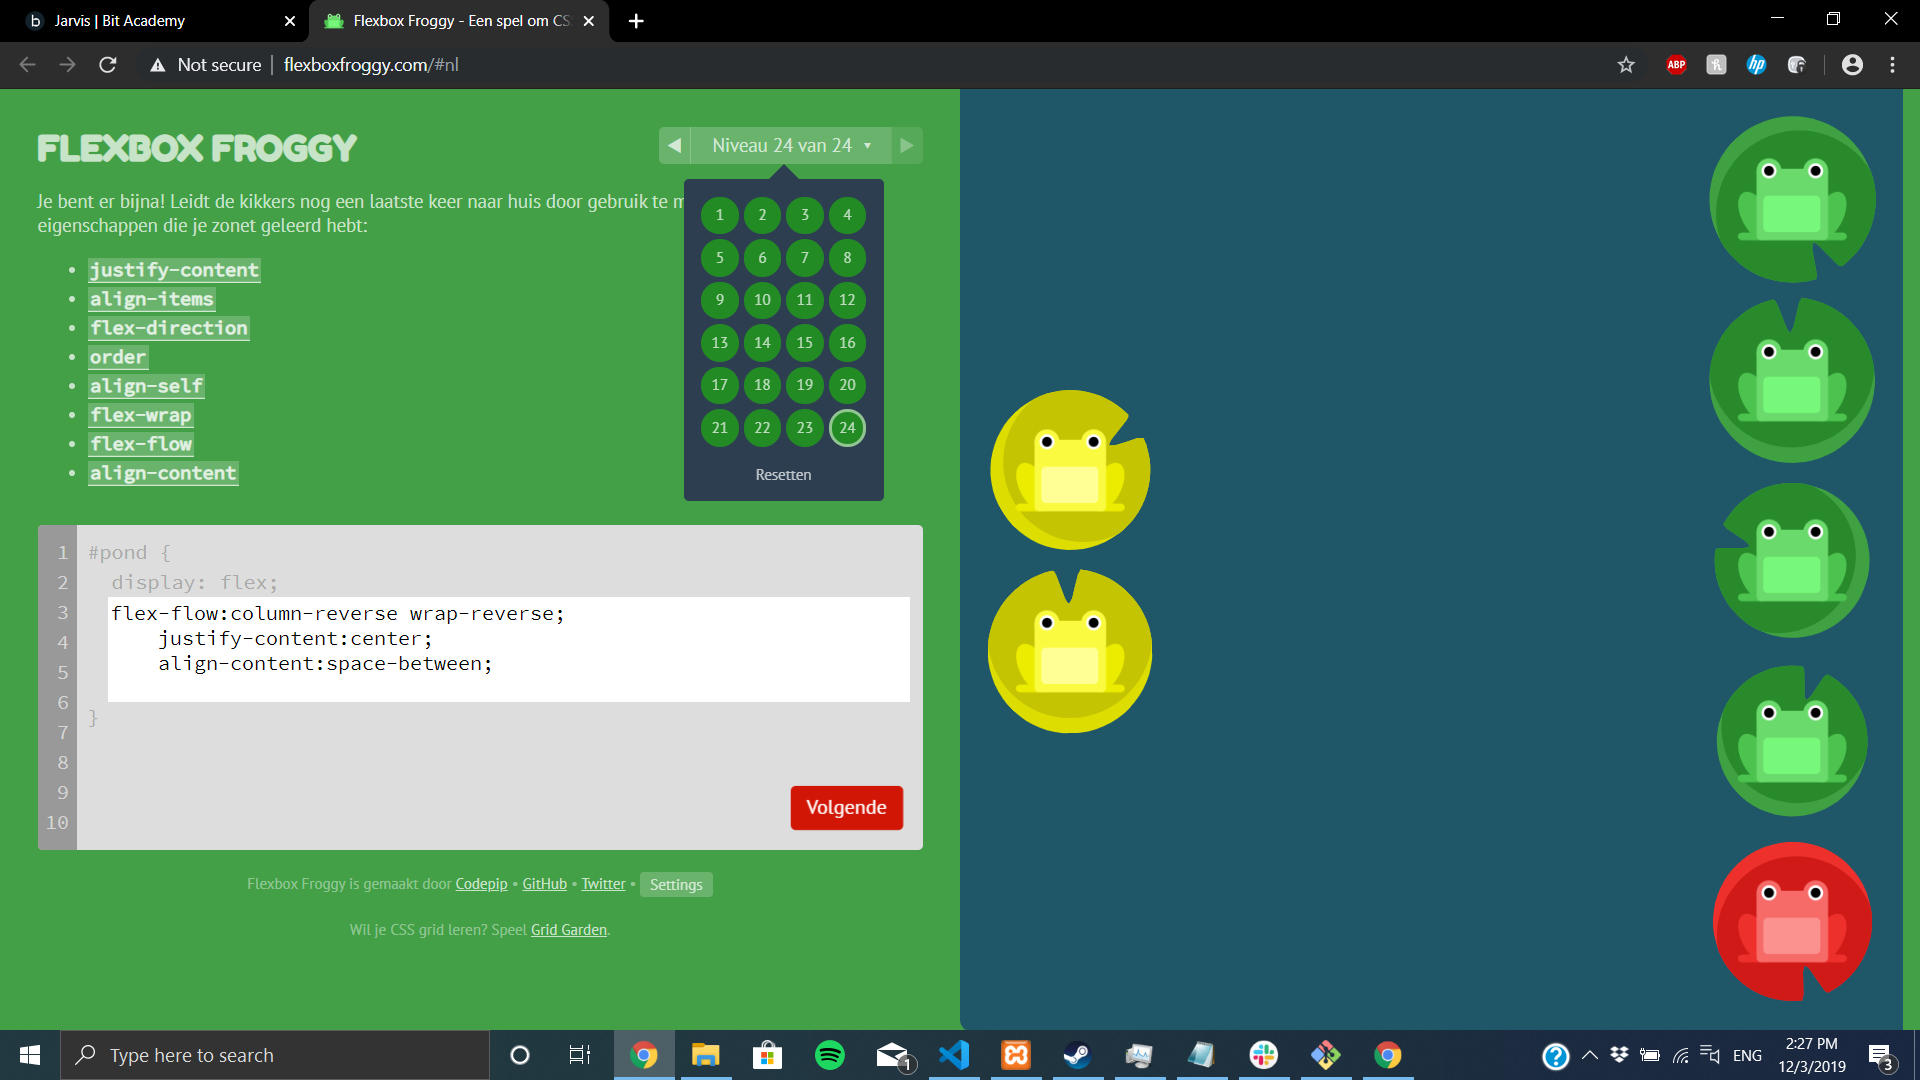 Jarvis | Bit Academy
Flexbox Froggy - Een spel om CS
Not secure | flexboxfroggy.com/#nl
ABP
hp
FLEXBOX FROGGY
Niveau 24 van 24
Je bent er bijna! Leidt de kikkers nog een laatste keer naar huis door gebruik te m
eigenschappen die je zonet geleerd hebt:
justify-content
align-items
flex-direction
order
align-self
flex-wrap
flex-flow
align-content
1 2 3 4
5 6 7 8
9 10 11 12
13 14 15 16
17 18 19 20
21 22 23 24
Resetten
1 #pond {
2 display: flex;
3 flex-flow:column-reverse wrap-reverse;
4 justify-content:center;
5 align-content:space-between;
6
}
7
8
9
10
Volgende
Flexbox Froggy is gemaakt door Codepip • GitHub • Twitter • Settings
Wil je CSS grid leren? Speel Grid Garden.
Type here to search
1
ENG
2:27 PM
12/3/2019
3